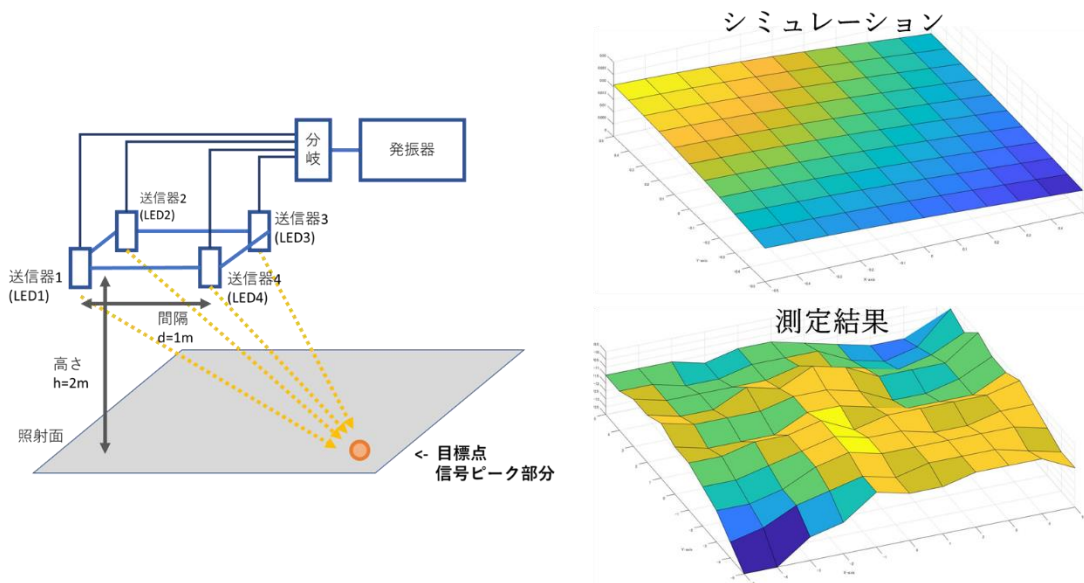 シミュレーション
分
岐
発振器
送信器2
(LED2)
送信器3
(LED3)
送信器1
(LED1)
送信器4
(LED4)
間隔
d=1m
高さ
h=2m
照射面
<- 目標点
信号ピーク部分
測定結果